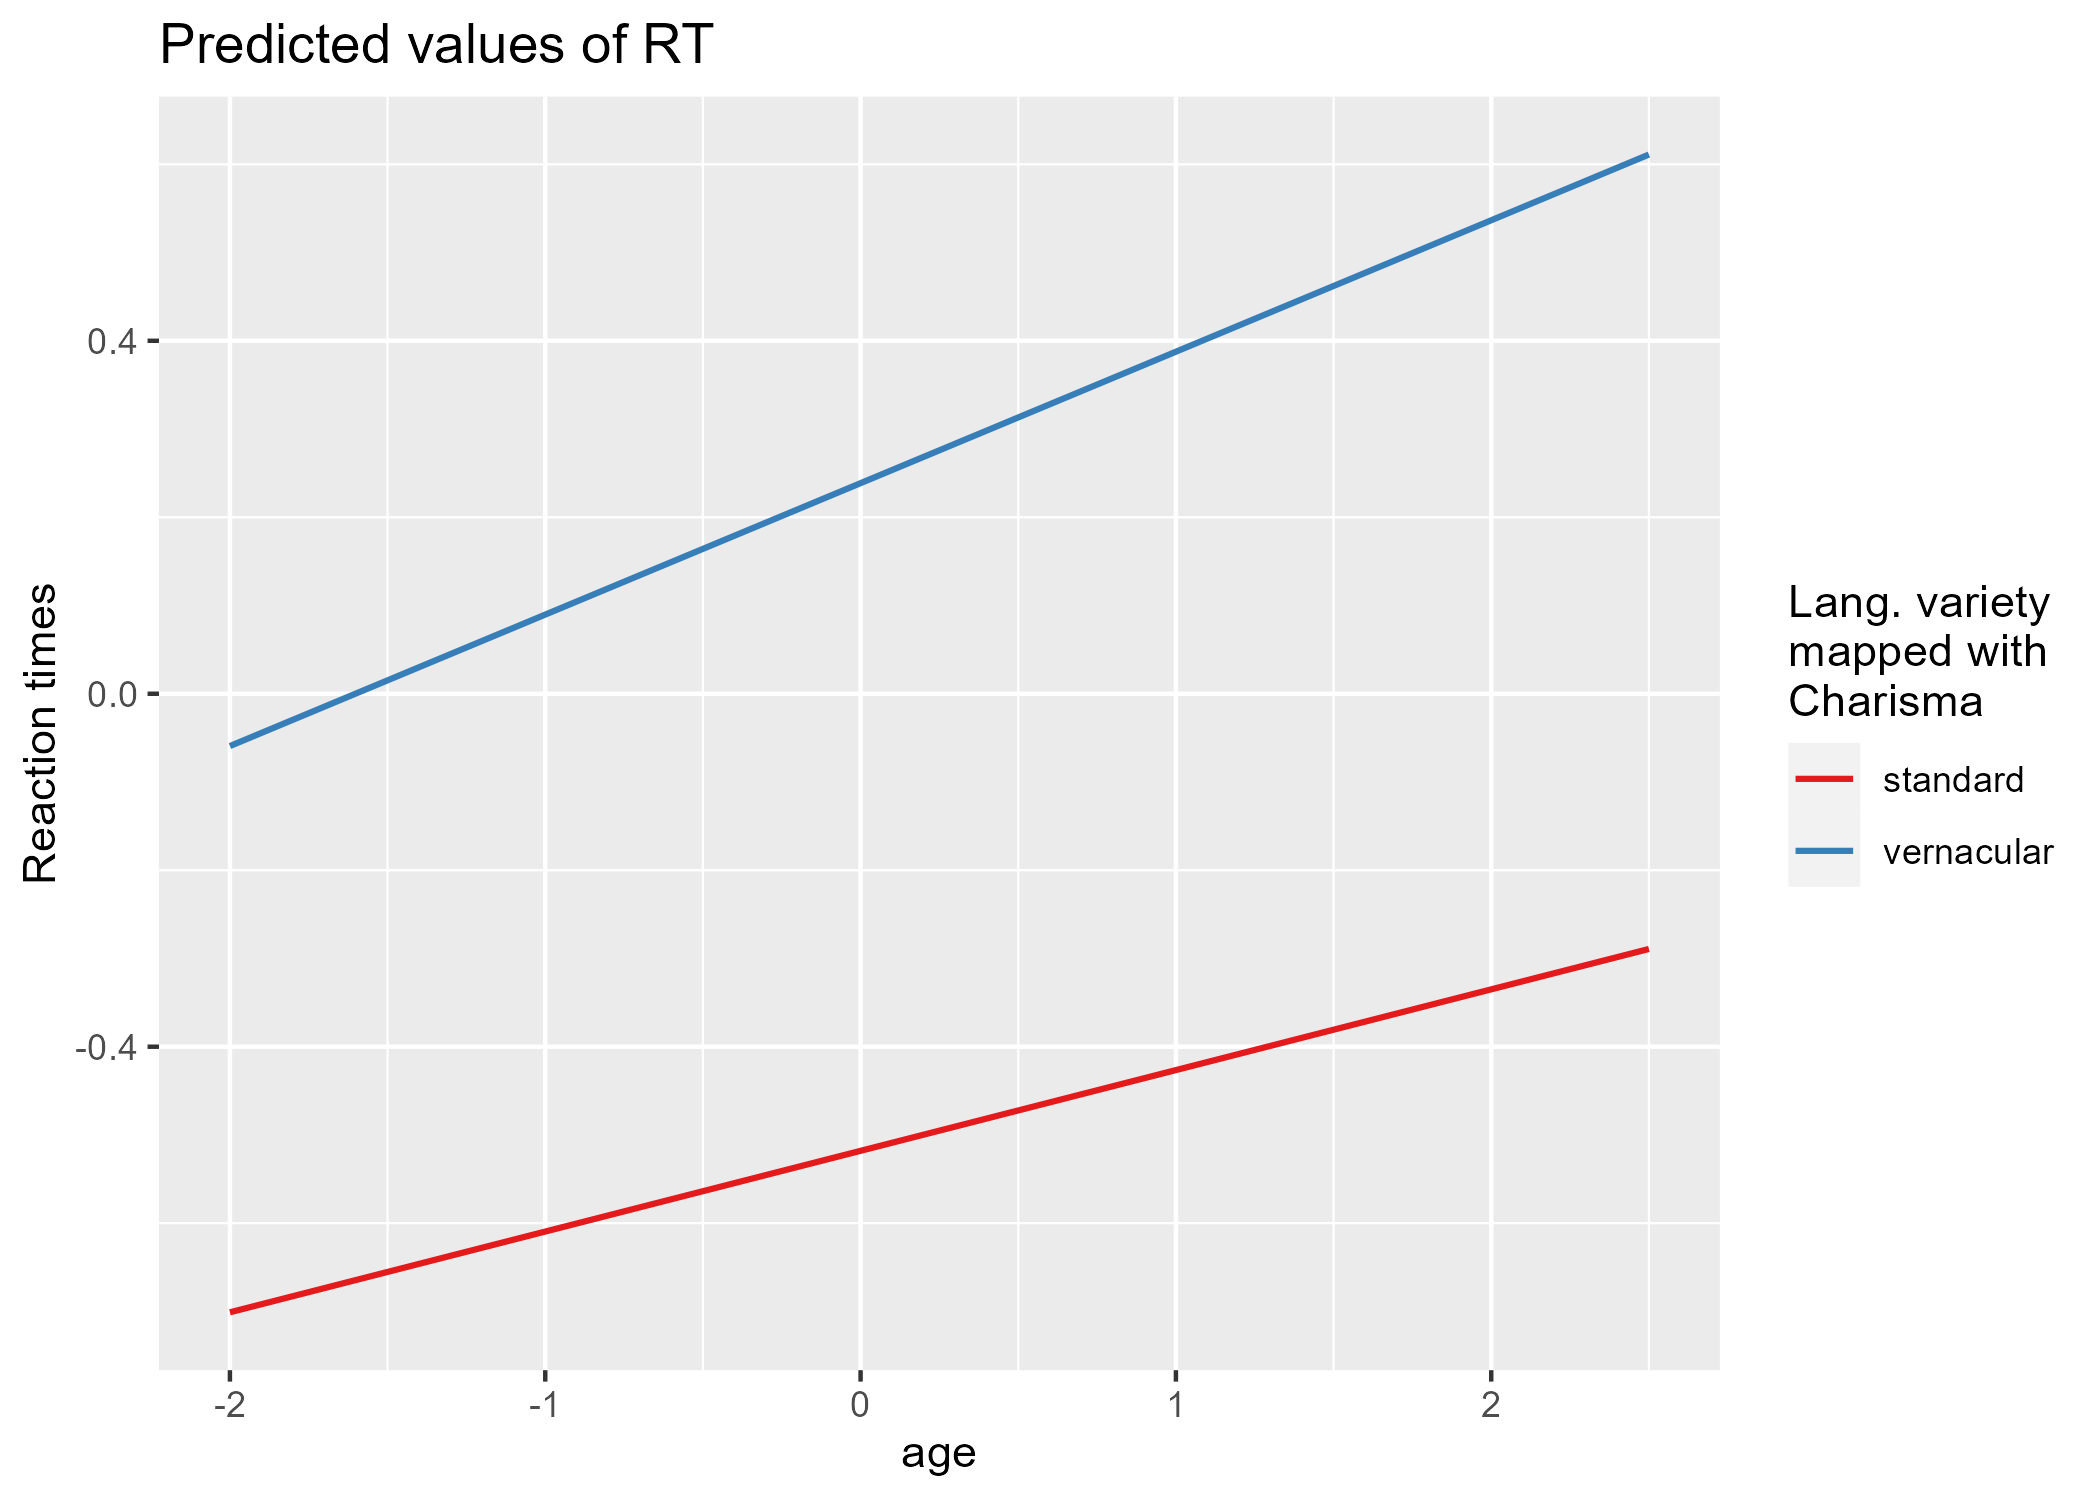 Predicted values of RT
0.4
0.0
-0.4
Reaction times
-2 -1 0 1 2
age
Lang. variety
mapped with
Charisma
standard
vernacular